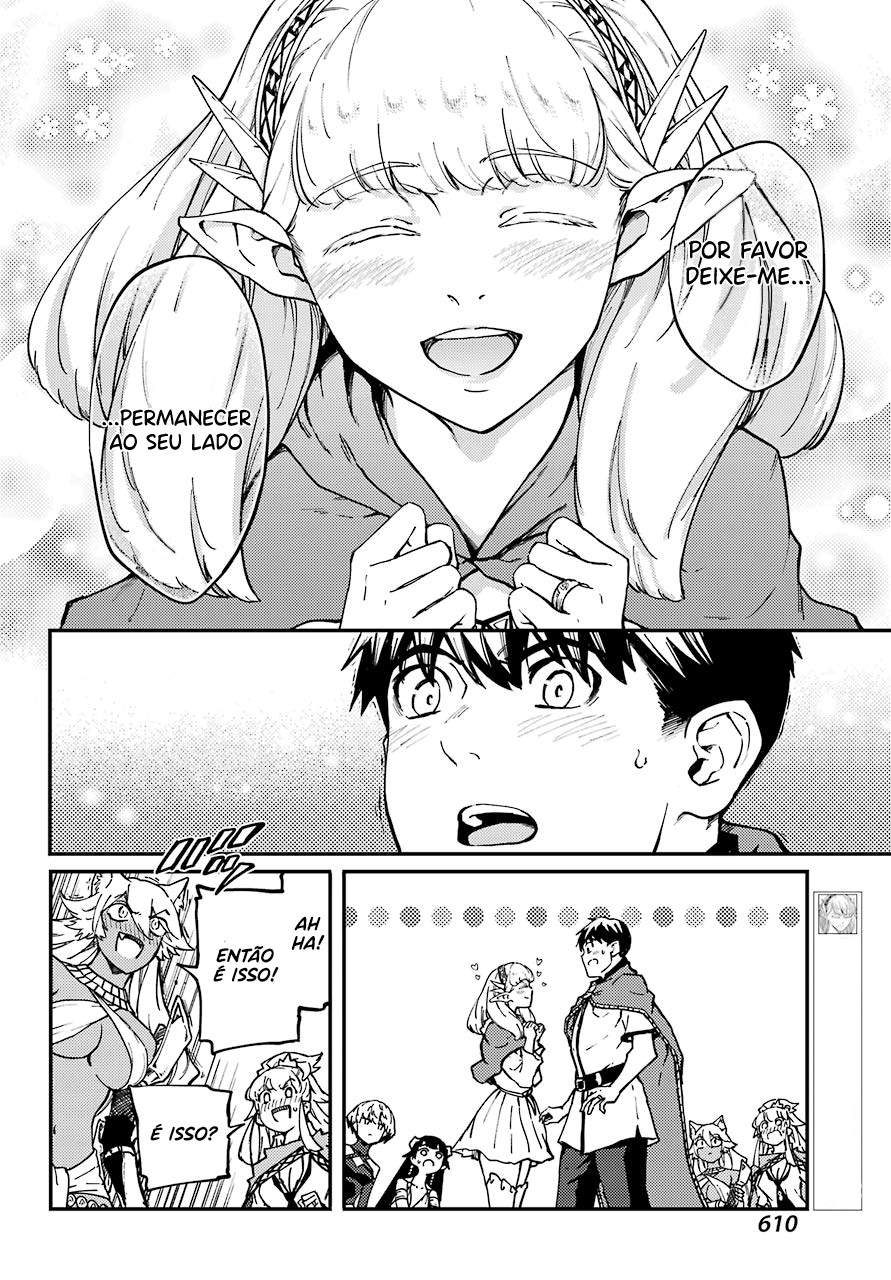 POR FAVOR
DEIXE-ME...
...PERMANECER
AO SEU LADO
AH
HA!
ENTÃO
É ISSO!
É ISSO?
610